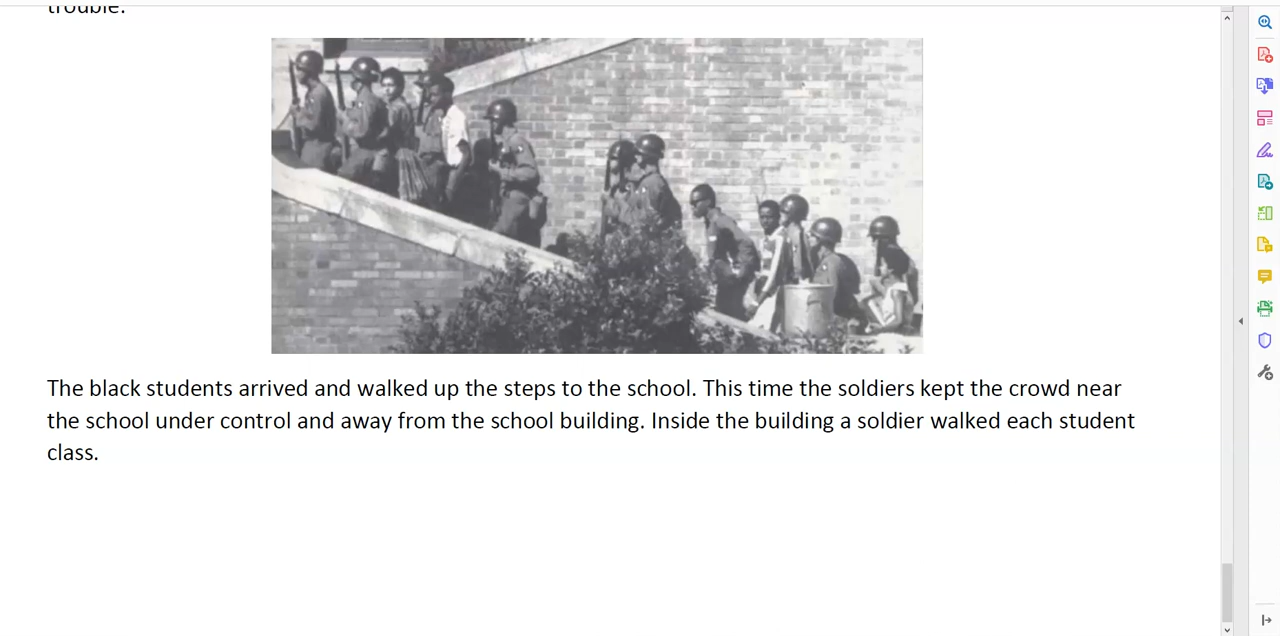 trouble.
The black students arrived and walked up the steps to the school. This time the soldiers kept the crowd near
the school under control and away from the school building. Inside the building a soldier walked each student
class.